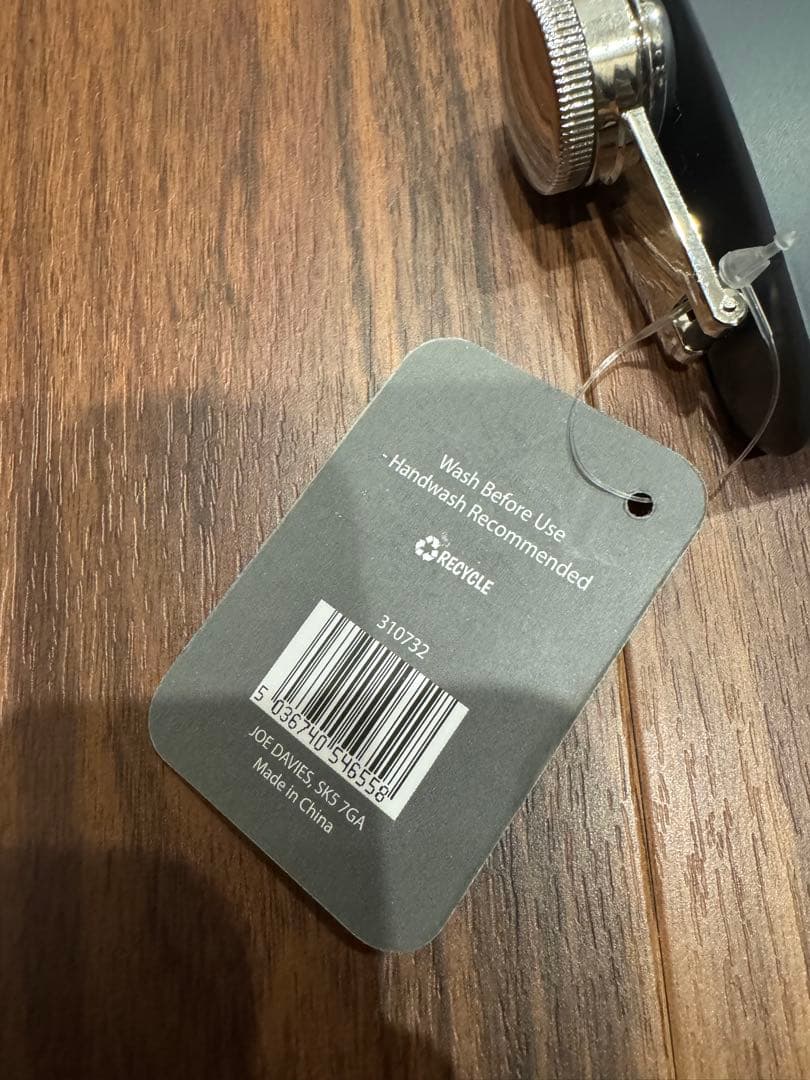 Wash Before Use
- Handwash Recommended
RECYCLE
310732
5 036740 546558
JOE DAVIES, SK5 7GA
Made in China